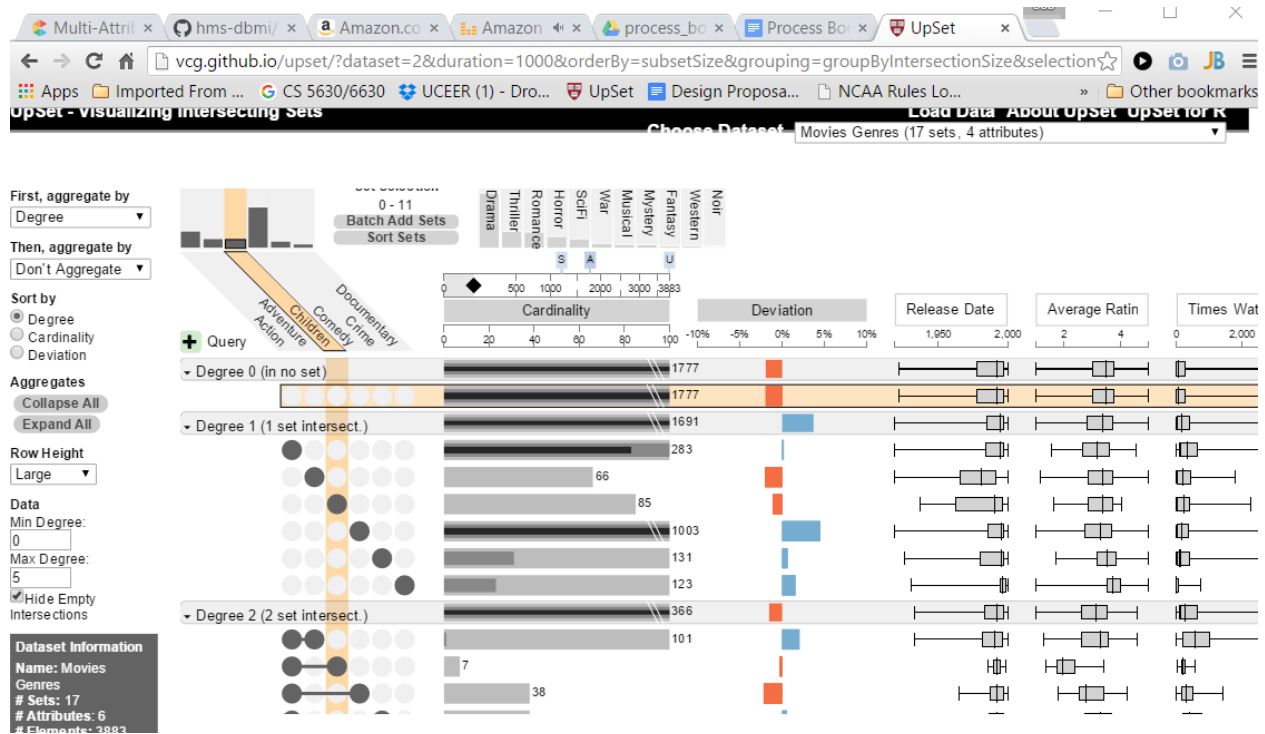 Multi-Attri
hms-dbmi/
Amazon.co
Amazon
process_bo
Process Bo
UpSet
vcg.github.io/upset/?dataset=2&duration=1000&orderBy=subsetSize&grouping=groupByIntersectionSize&selection
JB
Apps
Imported From ...
CS 5630/6630
UCEER (1) - Dro...
UpSet
Design Proposa...
NCAA Rules Lo...
»
Other bookmarks
UpSet - Visualizing Intersecting Sets
Load Data About UpSet UpSet for R
Choose Dataset
Movies Genres (17 sets, 4 attributes)
First, aggregate by
Degree
Then, aggregate by
Don't Aggregate
Sort by
Degree
Cardinality
Deviation
Aggregates
Collapse All
Expand All
Row Height
Large
Data
Min Degree:
0
Max Degree:
5
Hide Empty
Intersections
Dataset Information
Name: Movies
Genres
# Sets: 17
# Attributes: 6
# Elements: 3883
Set Selection
0 - 11
Batch Add Sets
Sort Sets
Drama
Thriller
Romance
Horror
SciFi
War
Musical
Mystery
Fantasy
Western
Noir
S A U
0 500 1000 2000 3000 3883
Action
Adventure
Children
Comedy
Crime
Documentary
Query
Cardinality
0 20 40 60 80 100
Deviation
-10% -5% 0% 5% 10%
Release Date
1,950 2,000
Average Ratin
2 4
Times Wat
0 2,000
Degree 0 (in no set) 1777
1777
Degree 1 (1 set intersect.) 1691
283
66
85
1003
131
123
Degree 2 (2 set intersect.) 366
101
7
38